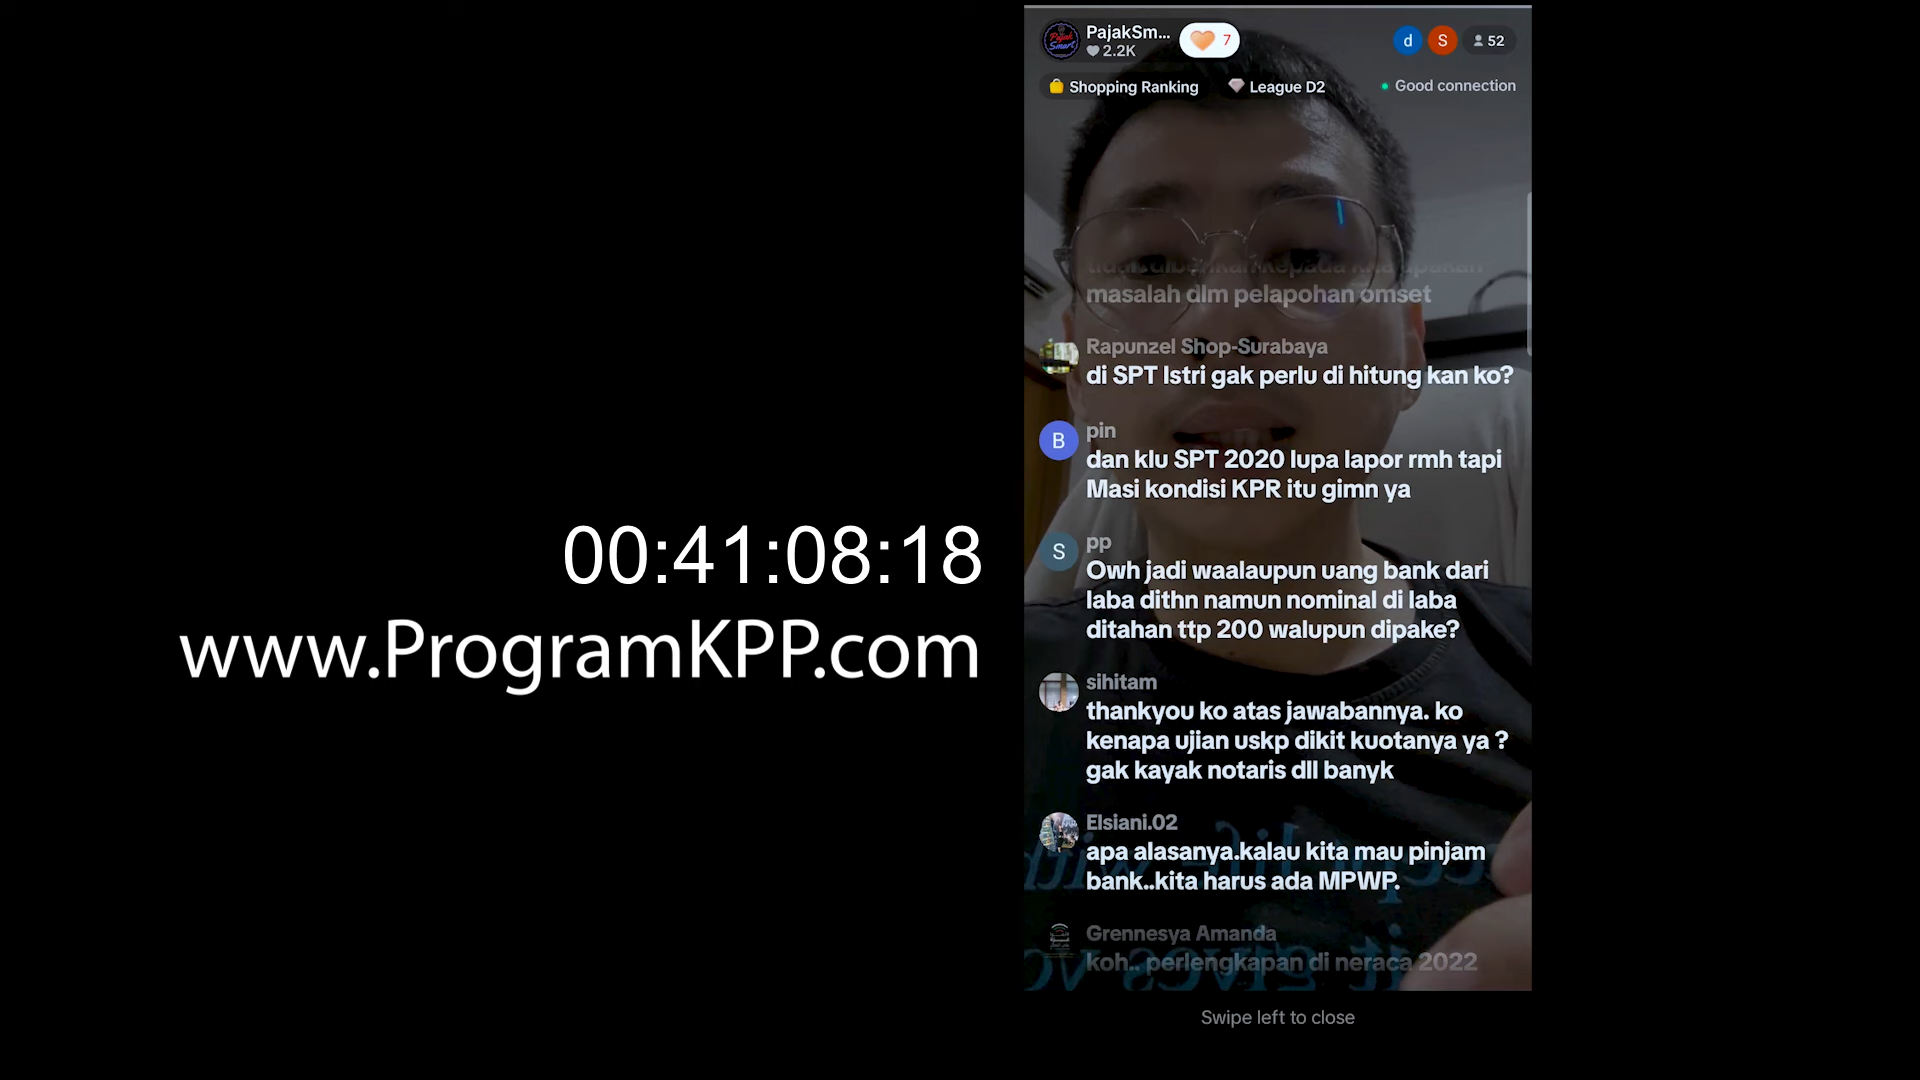 PajakSm...
2.2K
7
d
S
52
Shopping Ranking
League D2
Good connection
masalah dlm pelapohan omset
Rapunzel Shop-Surabaya
di SPT Istri gak perlu di hitung kan ko?
B
pin
dan klu SPT 2020 lupa lapor rmh tapi
Masi kondisi KPR itu gimn ya
S
pp
Owh jadi waalaupun uang bank dari
laba dithn namun nominal di laba
ditahan ttp 200 walupun dipake?
sihitam
thankyou ko atas jawabannya. ko
kenapa ujian uskp dikit kuotanya ya ?
gak kayak notaris dll banyk
Elsiani.02
apa alasanya.kalau kita mau pinjam
bank..kita harus ada MPWP.
Grennesya Amanda
koh.. perlengkapan di neraca 2022
Swipe left to close
00:41:08:18
www.ProgramKPP.com